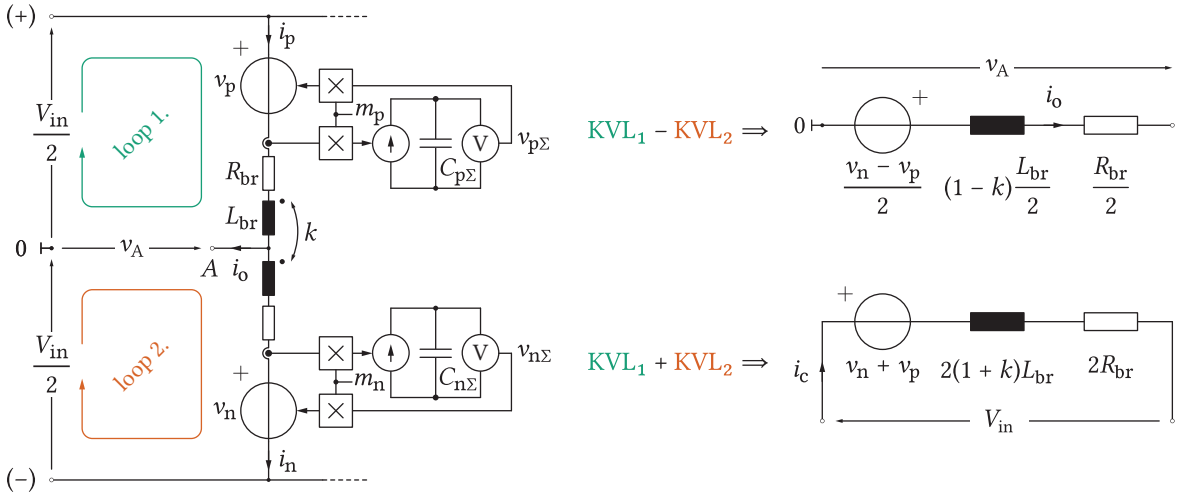 (+)
i_p
+
v_p
×
m_p
×
V
v_pΣ
C_pΣ
V_in
2
loop 1.
R_br
L_br
k
0
v_A
A
i_o
V_in
2
loop 2.
×
m_n
×
V
v_nΣ
C_nΣ
+
v_n
i_n
(−)
KVL₁ − KVL₂ ⇒
v_A
0
+
i_o
v_n − v_p
2
(1 − k) L_br
2
R_br
2
KVL₁ + KVL₂ ⇒
+
i_c
v_n + v_p
2(1 + k)L_br
2R_br
V_in